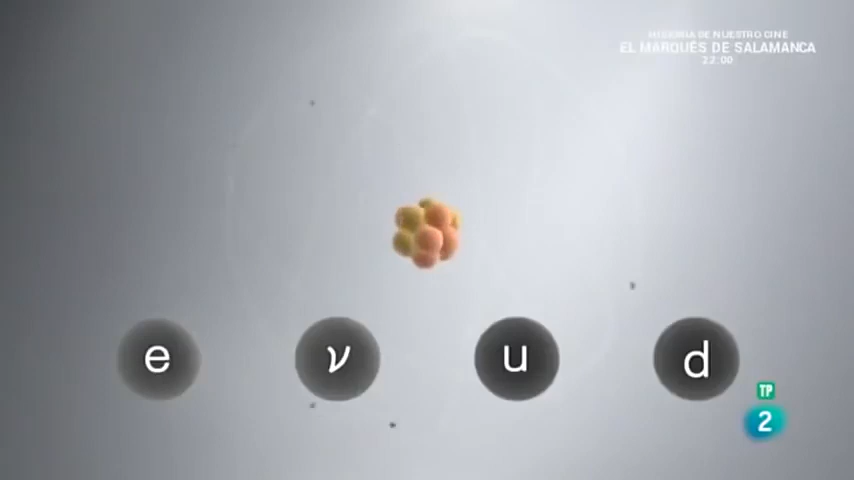 HISTORIA DE NUESTRO CINE
EL MARQUÉS DE SALAMANCA
22:00
e ν u d
TP
2